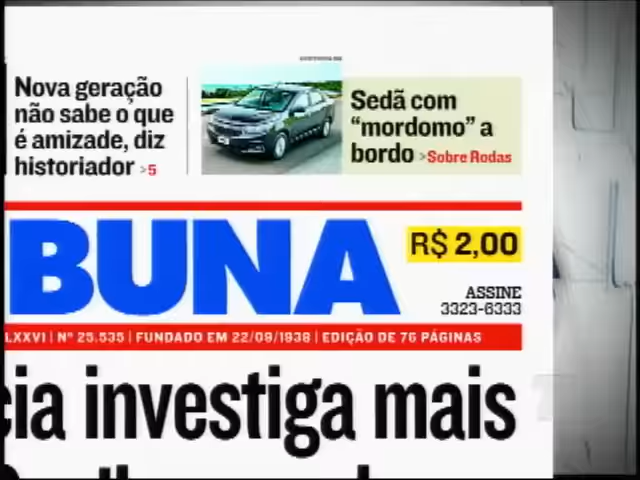 Nova geração
não sabe o que
é amizade, diz
historiador >5
Sedã com
“mordomo” a
bordo >Sobre Rodas
BUNA
R$ 2,00
ASSINE
3323-6333
LXXVI | Nº 25.535 | FUNDADO EM 22/09/1938 | EDIÇÃO DE 76 PÁGINAS
cia investiga mais